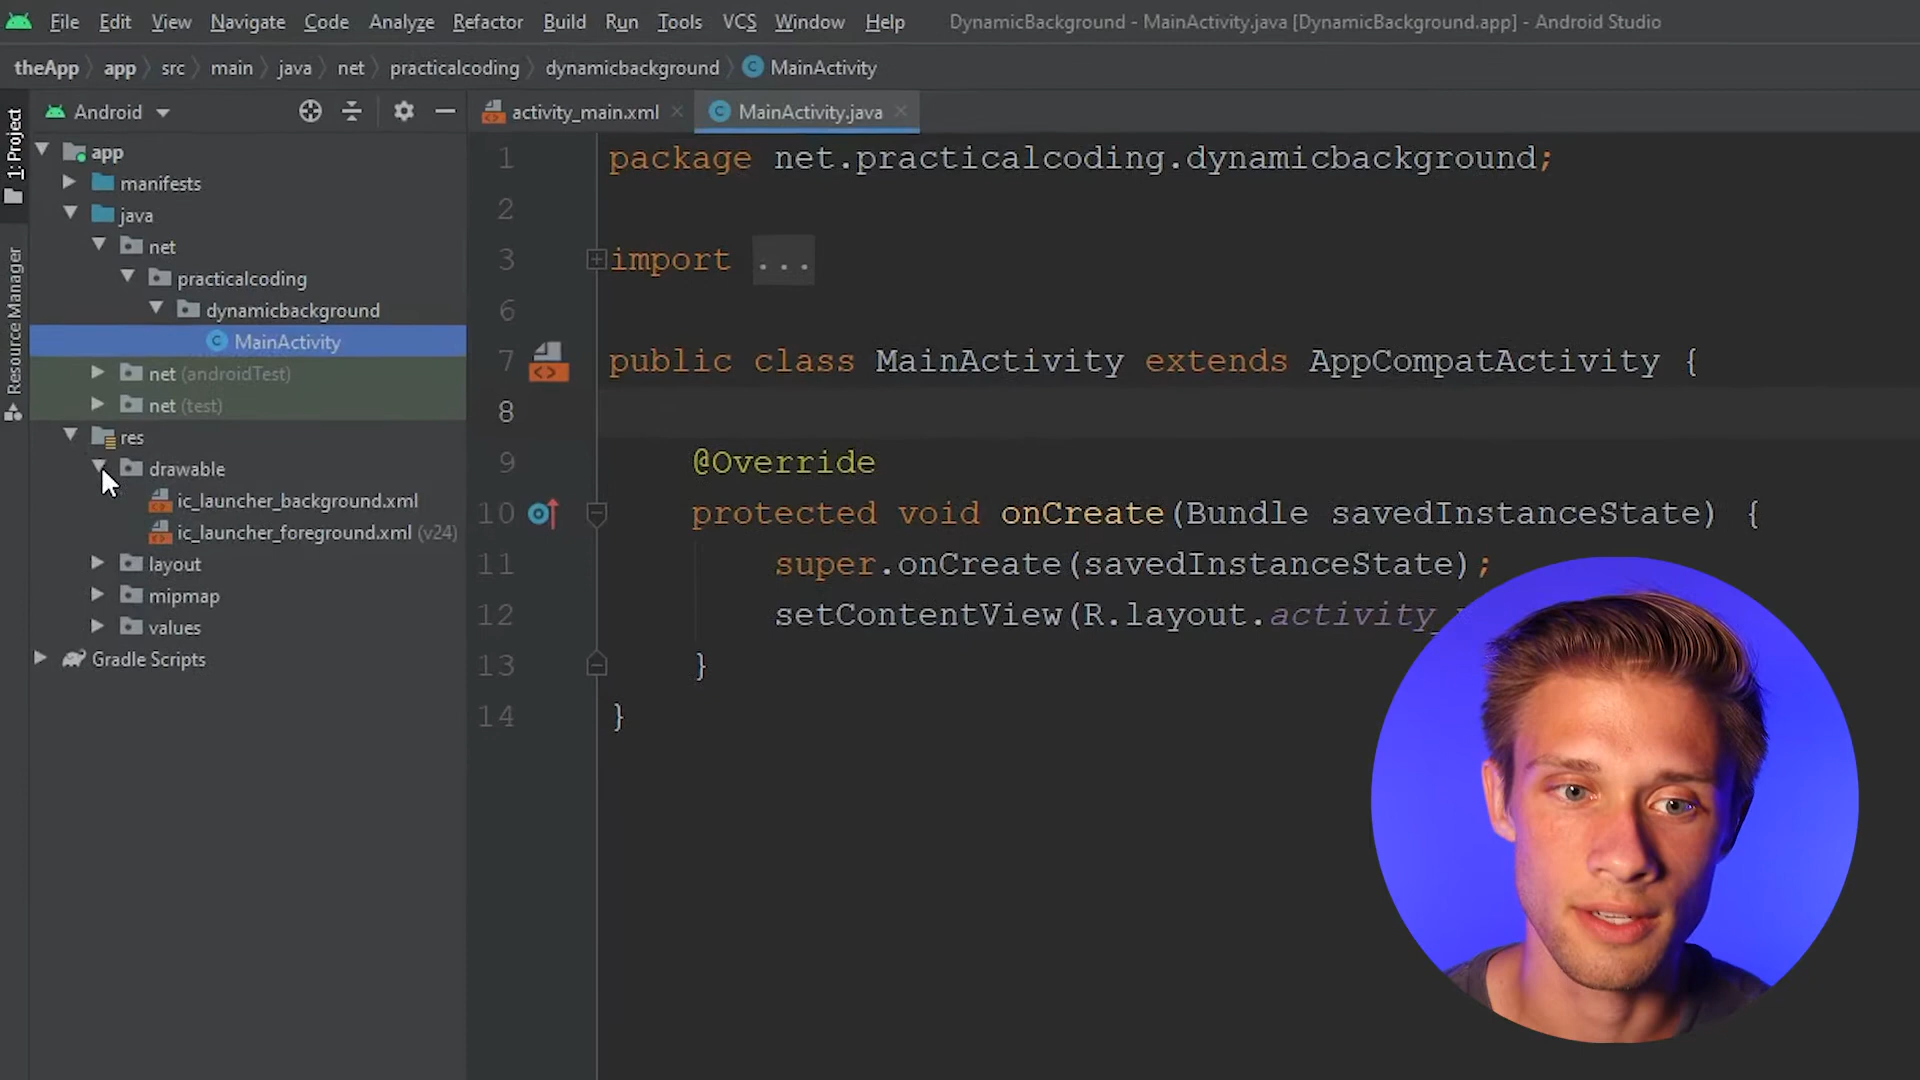 File Edit View Navigate Code Analyze Refactor Build Run Tools VCS Window Help DynamicBackground - MainActivity.java [DynamicBackground.app] - Android Studio
theApp app src main java net practicalcoding dynamicbackground MainActivity
Android
activity_main.xml
MainActivity.java
1: Project
Resource Manager
app
manifests
java
net
practicalcoding
dynamicbackground
MainActivity
net (androidTest)
net (test)
res
drawable
ic_launcher_background.xml
ic_launcher_foreground.xml (v24)
layout
mipmap
values
Gradle Scripts
1 package net.practicalcoding.dynamicbackground;
2
3 import ...
6
7 public class MainActivity extends AppCompatActivity {
8
9 @Override
10 protected void onCreate(Bundle savedInstanceState) {
11 super.onCreate(savedInstanceState);
12 setContentView(R.layout.activity_
13 }
14 }